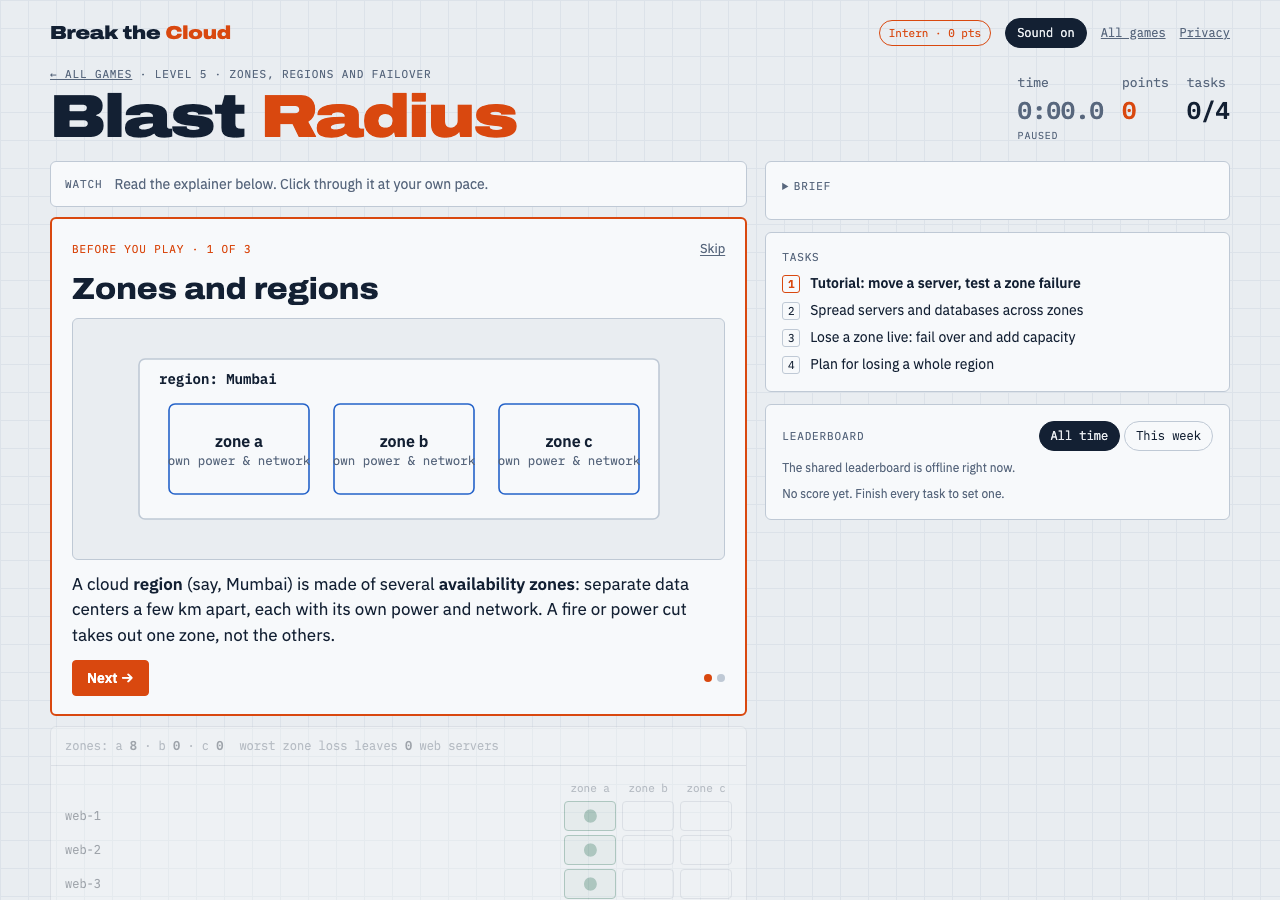 Break the Cloud
Intern · 0 pts
Sound on
All games
Privacy
← ALL GAMES · LEVEL 5 · ZONES, REGIONS AND FAILOVER
Blast Radius
time
0:00.0
PAUSED
points
0
tasks
0/4
WATCH Read the explainer below. Click through it at your own pace.
BEFORE YOU PLAY · 1 OF 3
Skip
Zones and regions
region: Mumbai
zone a
own power & network
zone b
own power & network
zone c
own power & network
A cloud region (say, Mumbai) is made of several availability zones: separate data
centers a few km apart, each with its own power and network. A fire or power cut
takes out one zone, not the others.
Next →
zones: a 8 · b 0 · c 0 worst zone loss leaves 0 web servers
zone a zone b zone c
web-1
web-2
web-3
▶ BRIEF
TASKS
1 Tutorial: move a server, test a zone failure
2 Spread servers and databases across zones
3 Lose a zone live: fail over and add capacity
4 Plan for losing a whole region
LEADERBOARD
All time
This week
The shared leaderboard is offline right now.
No score yet. Finish every task to set one.